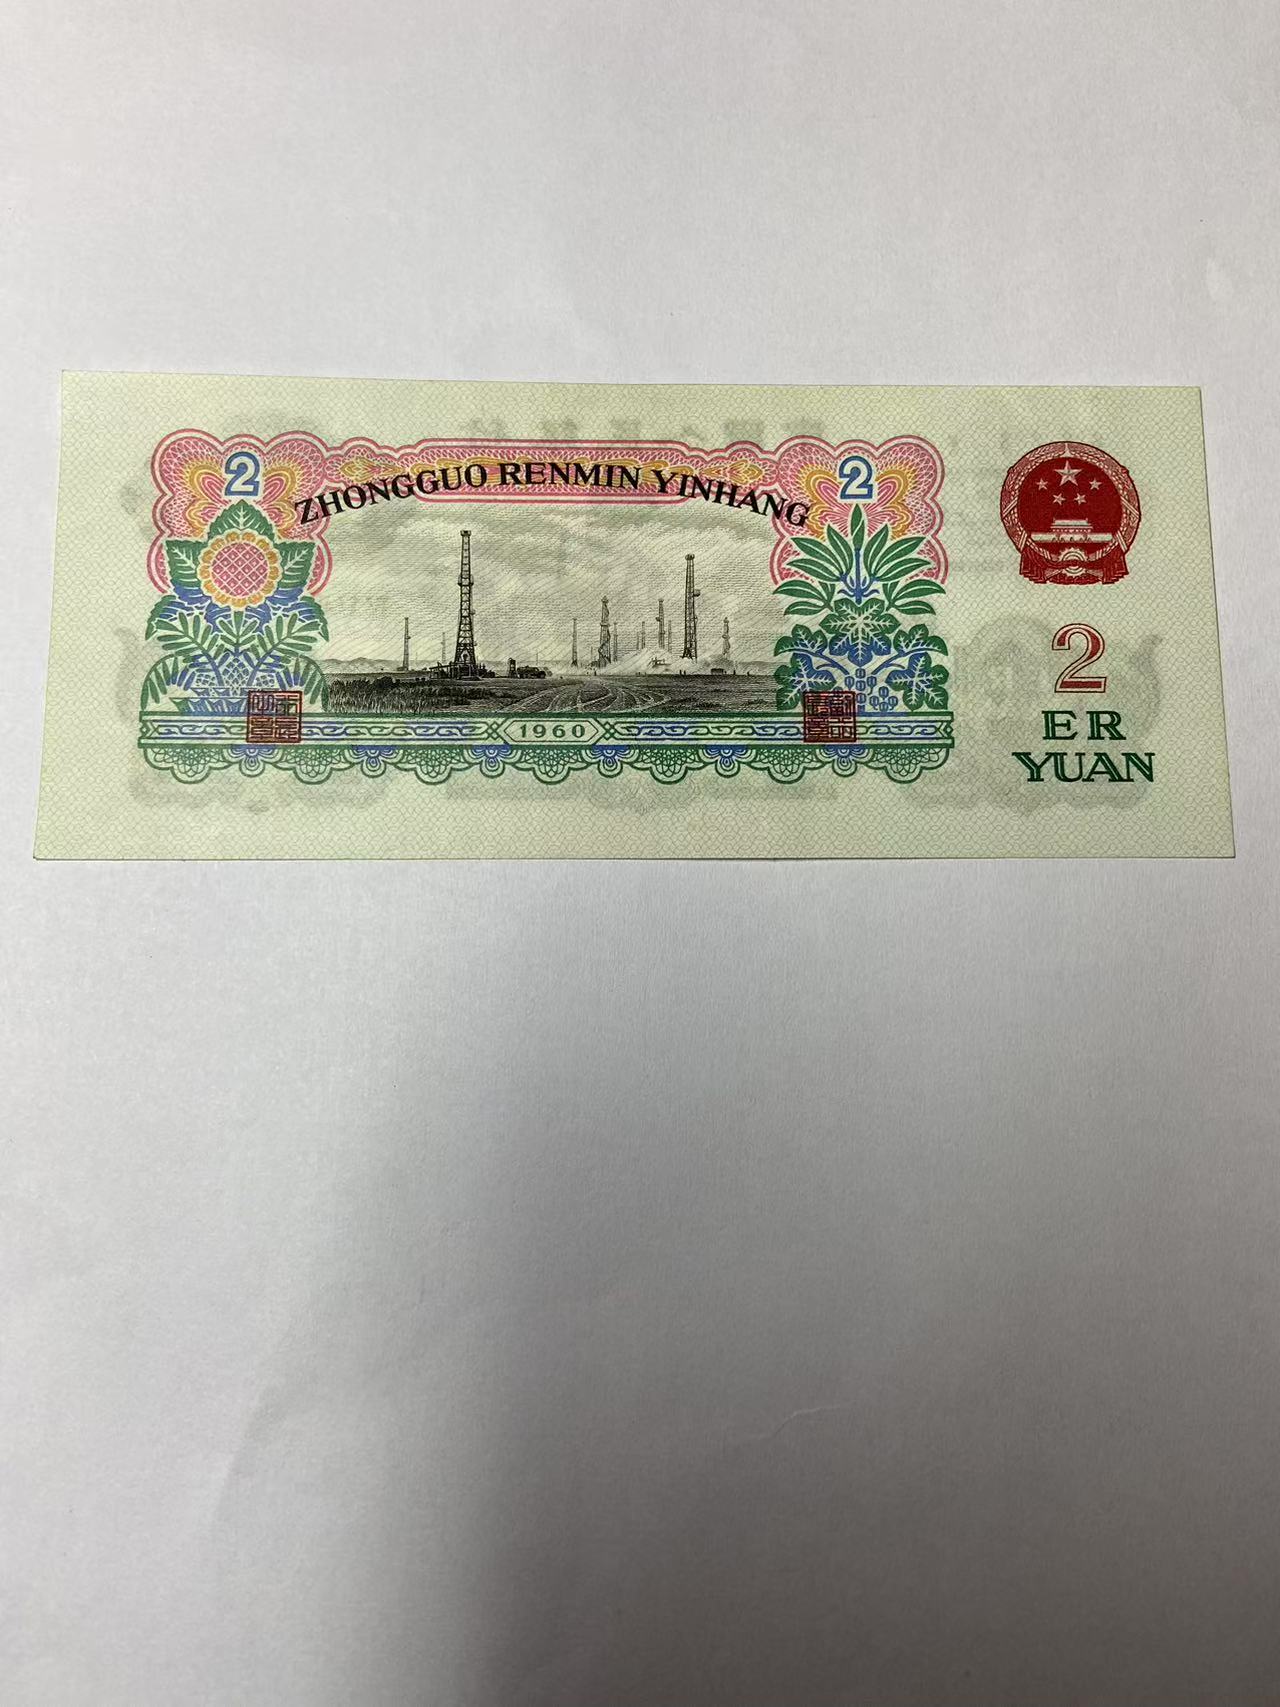 ZHONGGUO RENMIN YINHANG
2
2
1960
2
ER
YUAN